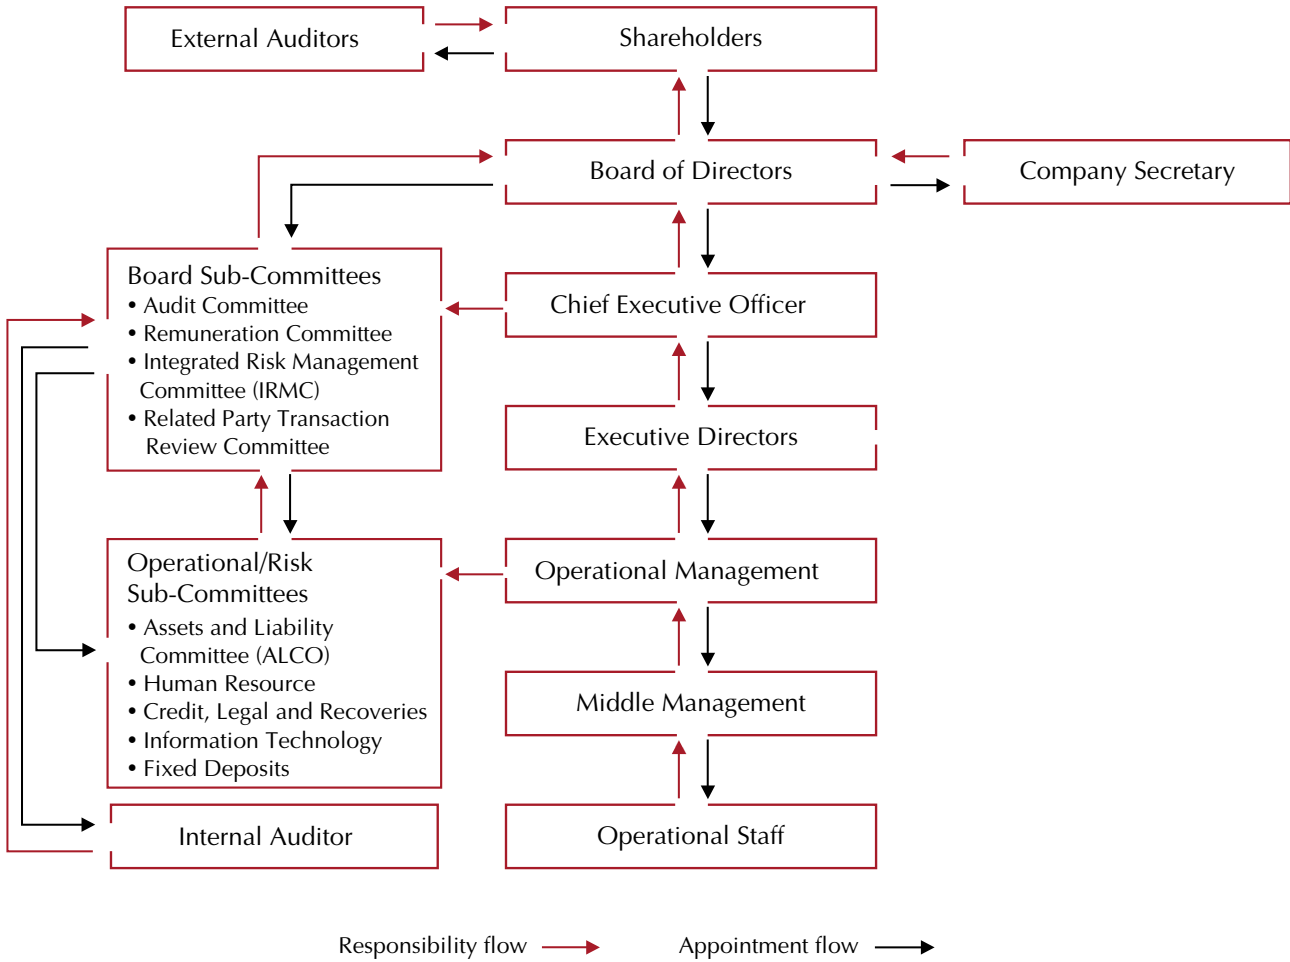 External Auditors
Shareholders
Board of Directors
Company Secretary
Board Sub-Committees
• Audit Committee
• Remuneration Committee
• Integrated Risk Management
Committee (IRMC)
• Related Party Transaction
Review Committee
Chief Executive Officer
Executive Directors
Operational/Risk
Sub-Committees
• Assets and Liability
Committee (ALCO)
• Human Resource
• Credit, Legal and Recoveries
• Information Technology
• Fixed Deposits
Operational Management
Middle Management
Internal Auditor
Operational Staff
Responsibility flow
Appointment flow